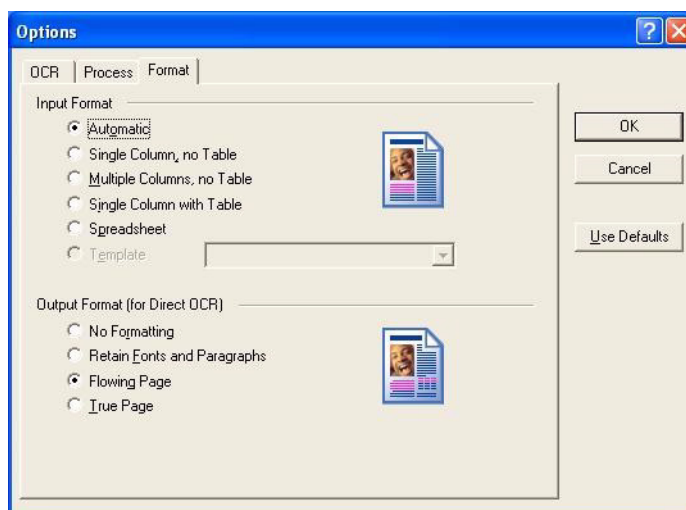 Options
OCR Process Format
Input Format
Automatic
Single Column, no Table
Multiple Columns, no Table
Single Column with Table
Spreadsheet
Template
Output Format (for Direct OCR)
No Formatting
Retain Fonts and Paragraphs
Flowing Page
True Page
OK
Cancel
Use Defaults